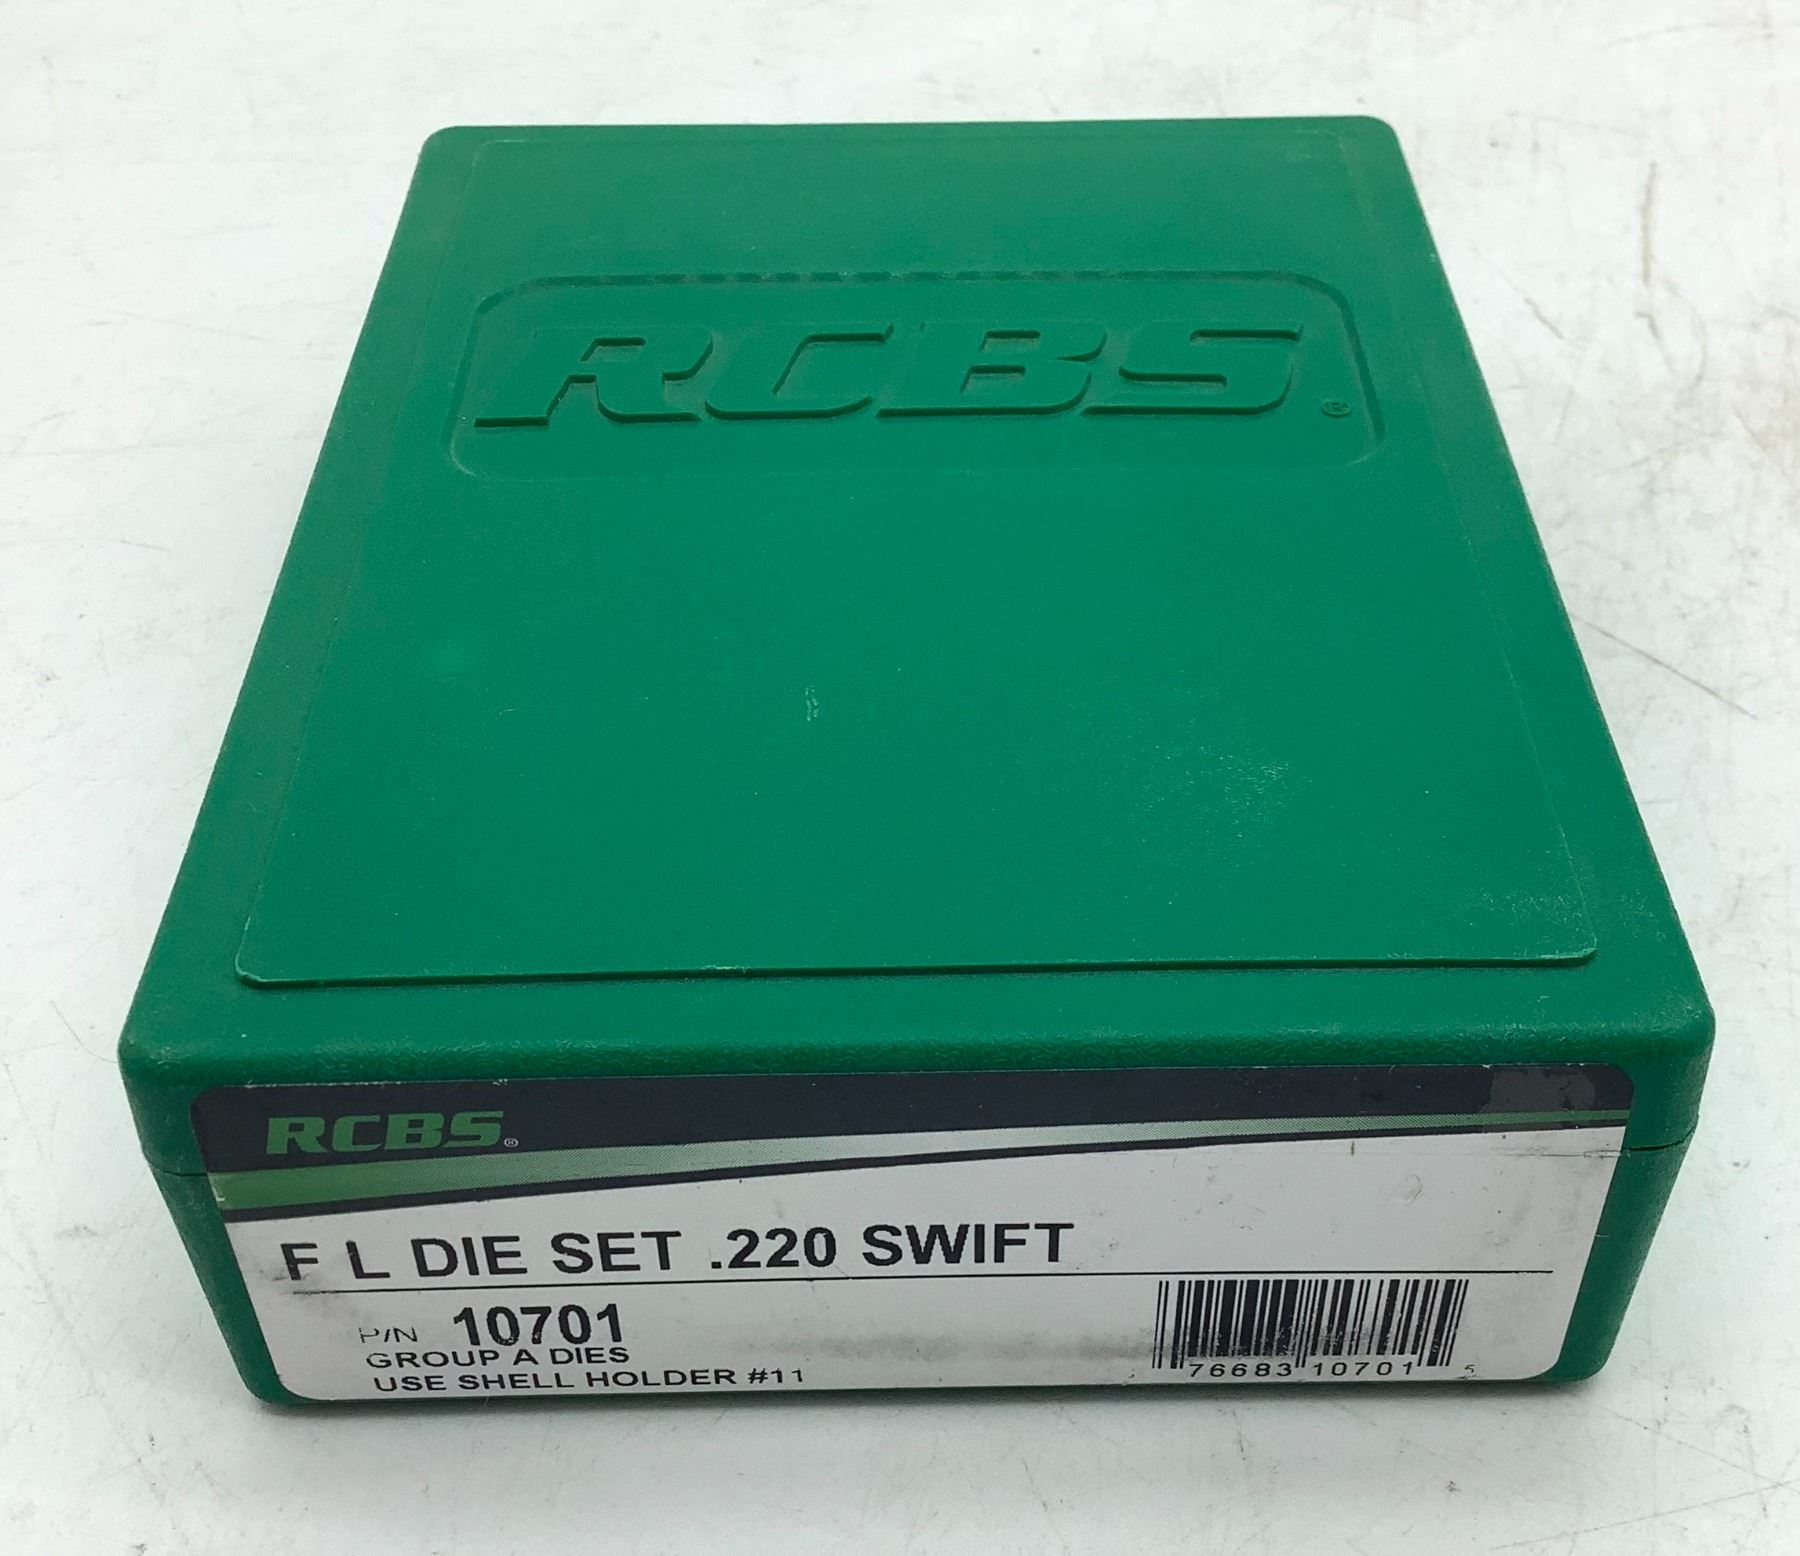 RCBS®
RCBS®
F L DIE SET .220 SWIFT
P/N 10701
GROUP A DIES
USE SHELL HOLDER #11
76683 10701 5